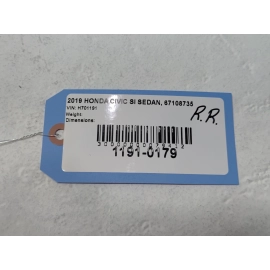 2019 HONDA CIVIC SI SEDAN, 67108735
VIN: HT01191
Weight:
Dimensions:
R.R.
1191-0179